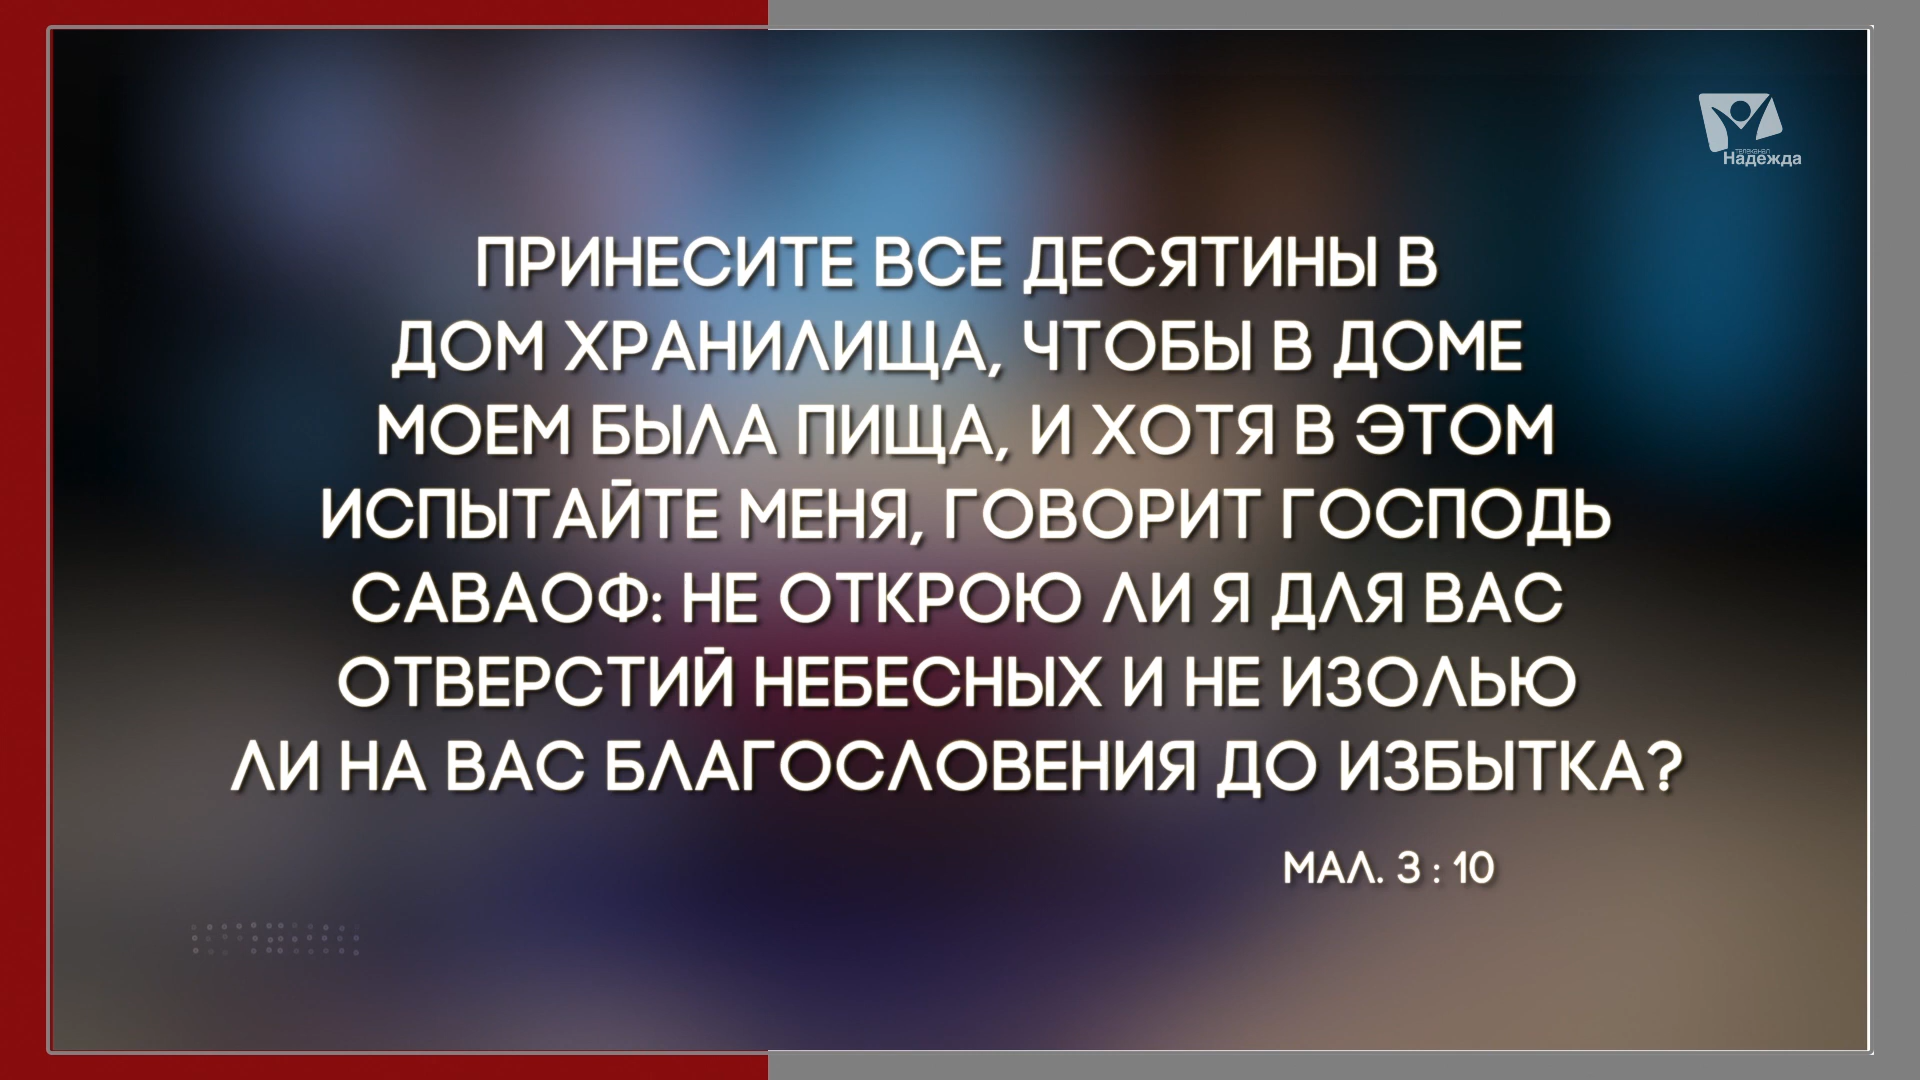 ТЕЛЕКАНАЛ
Надежда
ПРИНЕСИТЕ ВСЕ ДЕСЯТИНЫ В
ДОМ ХРАНИЛИЩА, ЧТОБЫ В ДОМЕ
МОЕМ БЫЛА ПИЩА, И ХОТЯ В ЭТОМ
ИСПЫТАЙТЕ МЕНЯ, ГОВОРИТ ГОСПОДЬ
САВАОФ: НЕ ОТКРОЮ ЛИ Я ДЛЯ ВАС
ОТВЕРСТИЙ НЕБЕСНЫХ И НЕ ИЗОЛЬЮ
ЛИ НА ВАС БЛАГОСЛОВЕНИЯ ДО ИЗБЫТКА?
МАЛ. 3 : 10